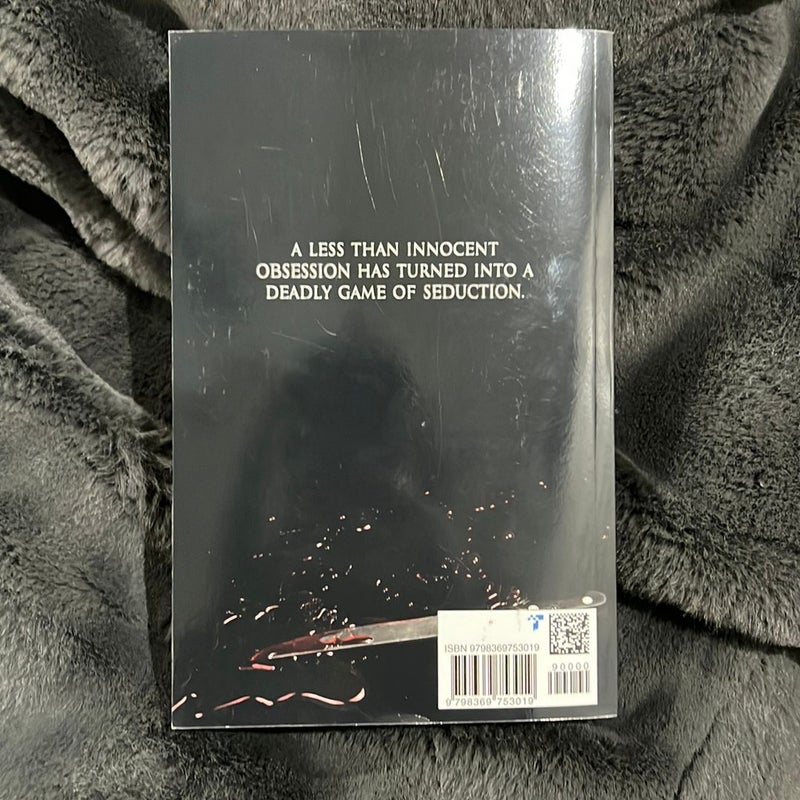 A LESS THAN INNOCENT
OBSESSION HAS TURNED INTO A
DEADLY GAME OF SEDUCTION.
ISBN 9798369753019
90000
9 798369 753019